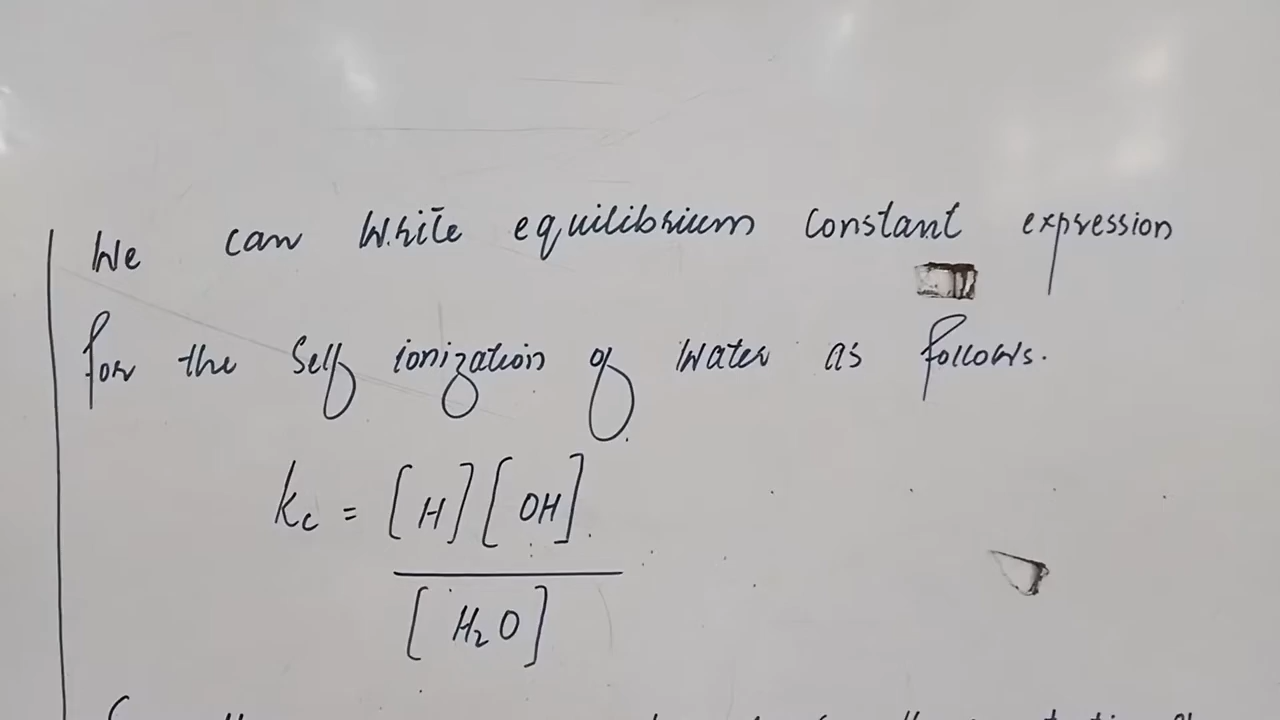 We can write equilibrium constant expression
for the self ionization of water as follows.
Kc = [H][OH]
[H₂O]